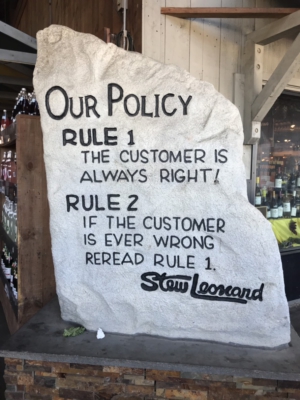 OUR POLICY
RULE 1
THE CUSTOMER IS
ALWAYS RIGHT!
RULE 2
IF THE CUSTOMER
IS EVER WRONG
REREAD RULE 1.
Stew Leonard